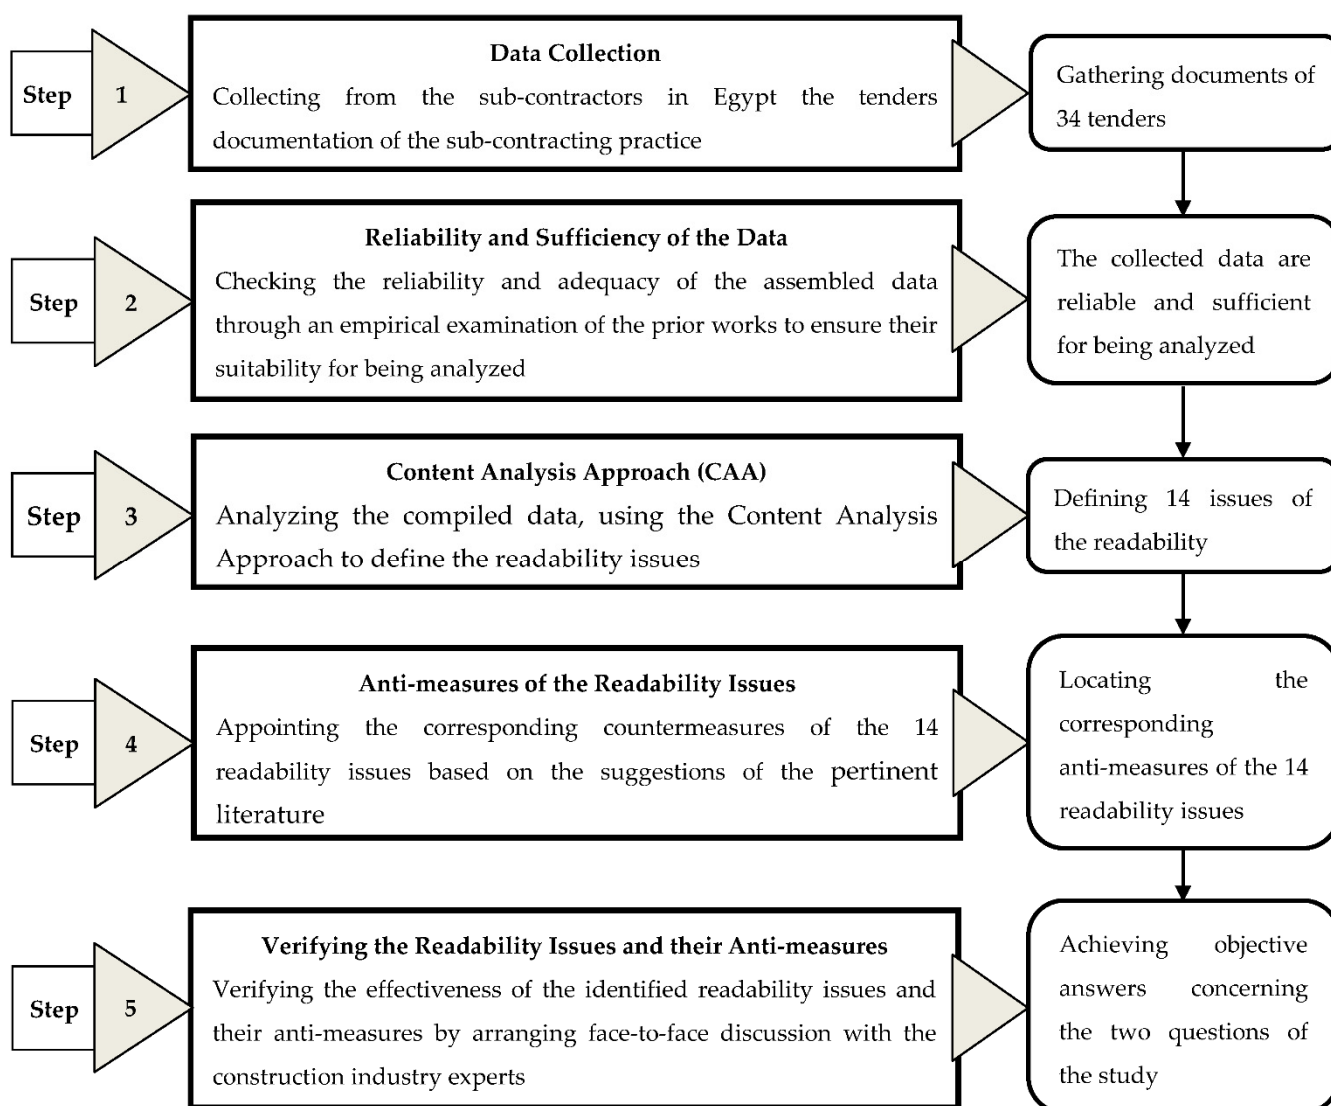 Step
1
Data Collection
Collecting from the sub-contractors in Egypt the tenders
documentation of the sub-contracting practice
Gathering documents of
34 tenders
Step
2
Reliability and Sufficiency of the Data
Checking the reliability and adequacy of the assembled data
through an empirical examination of the prior works to ensure their
suitability for being analyzed
The collected data are
reliable and sufficient
for being analyzed
Step
3
Content Analysis Approach (CAA)
Analyzing the compiled data, using the Content Analysis
Approach to define the readability issues
Defining 14 issues of
the readability
Step
4
Anti-measures of the Readability Issues
Appointing the corresponding countermeasures of the 14
readability issues based on the suggestions of the pertinent
literature
Locating the
corresponding
anti-measures of the 14
readability issues
Step
5
Verifying the Readability Issues and their Anti-measures
Verifying the effectiveness of the identified readability issues and
their anti-measures by arranging face-to-face discussion with the
construction industry experts
Achieving objective
answers concerning
the two questions of
the study